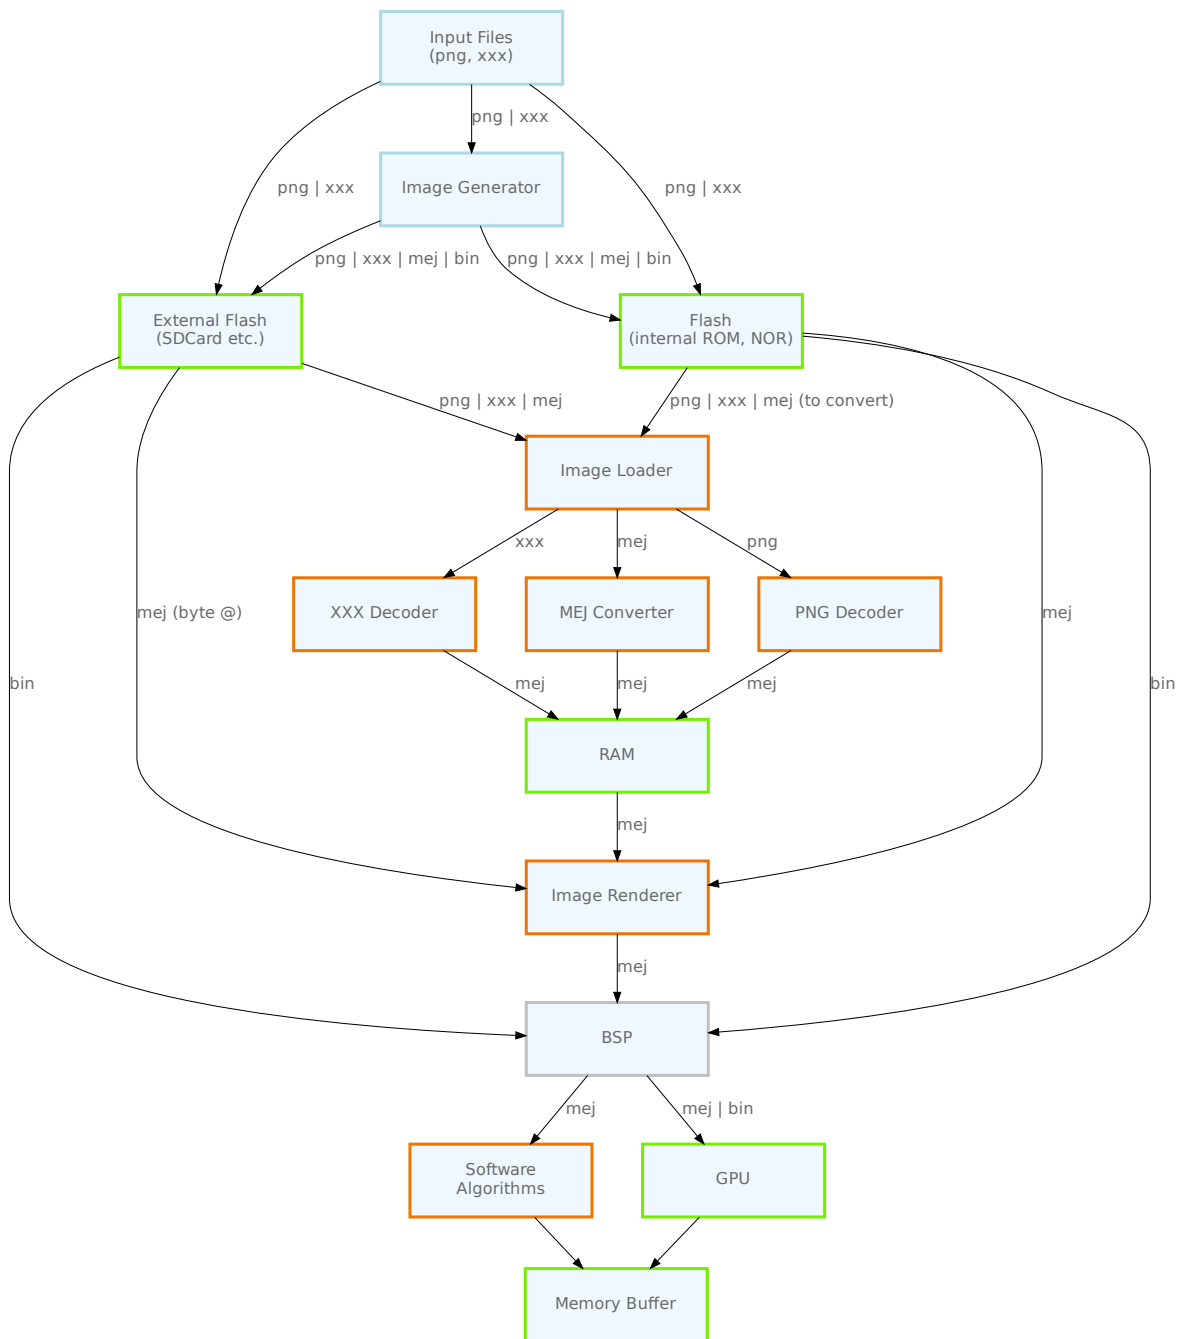 Input Files
(png, xxx)
png | xxx
Image Generator
png | xxx
png | xxx
png | xxx | mej | bin
png | xxx | mej | bin
External Flash
(SDCard etc.)
Flash
(internal ROM, NOR)
png | xxx | mej
png | xxx | mej (to convert)
Image Loader
xxx
mej
png
XXX Decoder
MEJ Converter
PNG Decoder
mej (byte @)
mej
bin
mej
mej
mej
bin
RAM
mej
Image Renderer
mej
BSP
mej
mej | bin
Software
Algorithms
GPU
Memory Buffer